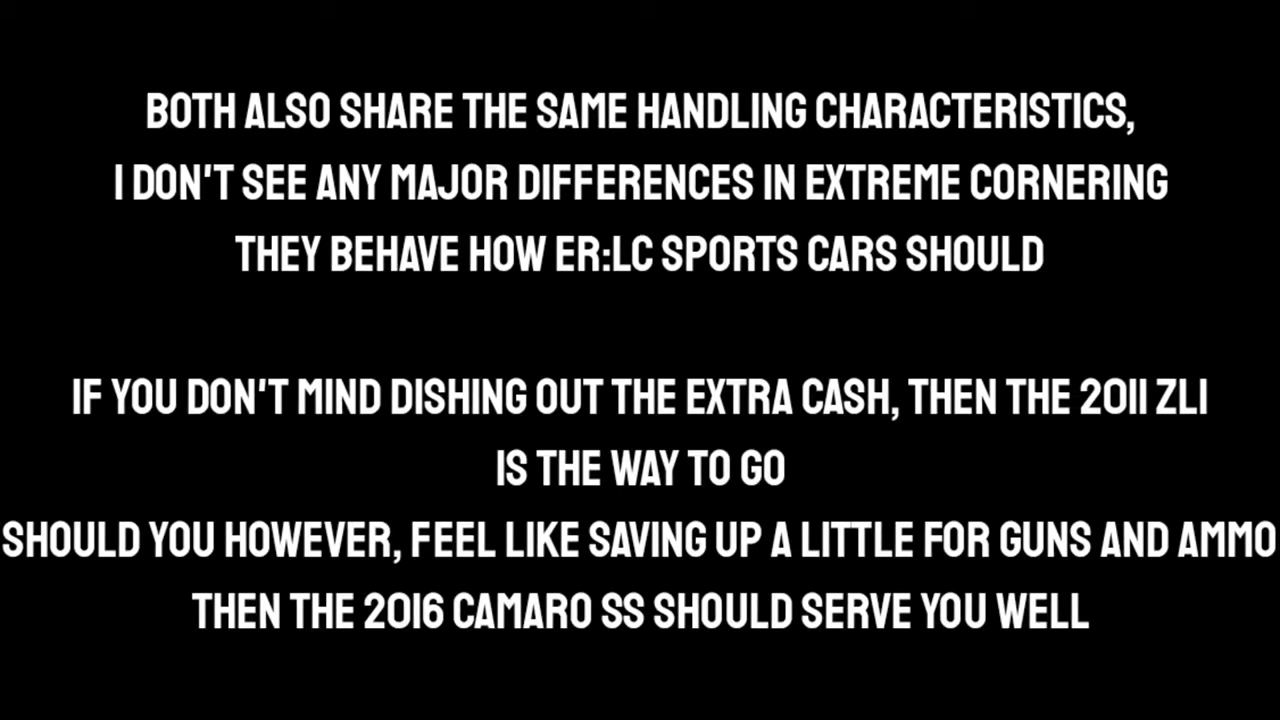 BOTH ALSO SHARE THE SAME HANDLING CHARACTERISTICS,
I DON'T SEE ANY MAJOR DIFFERENCES IN EXTREME CORNERING
THEY BEHAVE HOW ER:LC SPORTS CARS SHOULD
IF YOU DON'T MIND DISHING OUT THE EXTRA CASH, THEN THE 2011 ZL1
IS THE WAY TO GO
SHOULD YOU HOWEVER, FEEL LIKE SAVING UP A LITTLE FOR GUNS AND AMMO
THEN THE 2016 CAMARO SS SHOULD SERVE YOU WELL